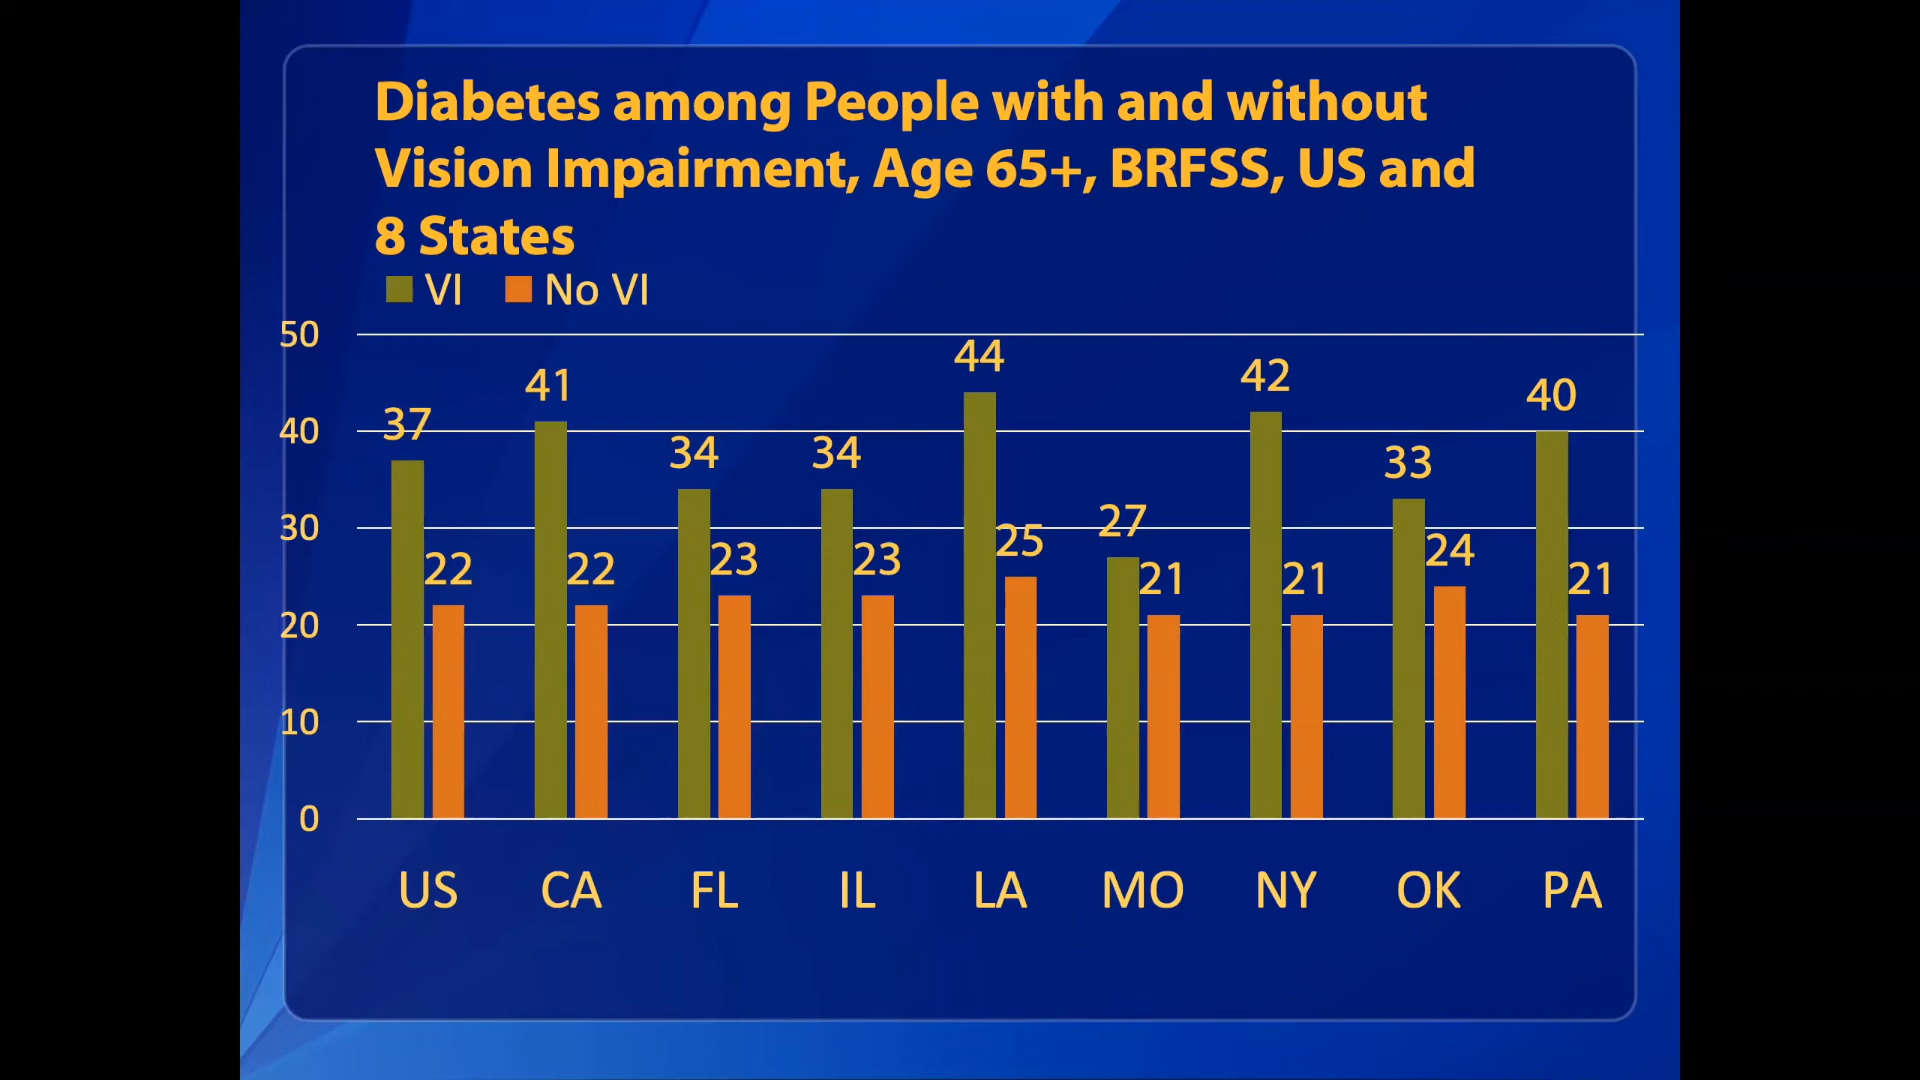 Diabetes among People with and without
Vision Impairment, Age 65+, BRFSS, US and
8 States
VI No VI
50
40
30
20
10
0
37 22 41 22 34 23 34 23 44 25 27 21 42 21 33 24 40 21
US CA FL IL LA MO NY OK PA